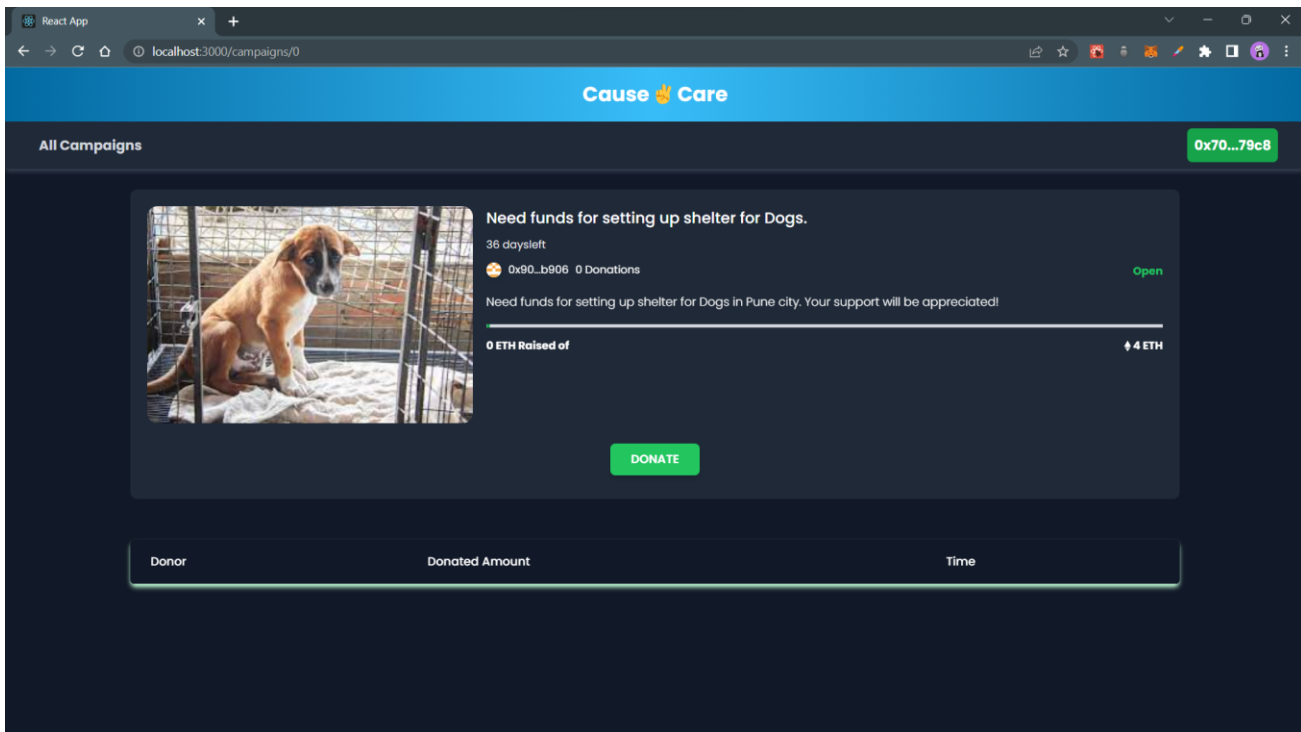 React App
localhost:3000/campaigns/0
Cause ✌ Care
All Campaigns
0x70...79c8
Need funds for setting up shelter for Dogs.
36 daysleft
0x90...b906 0 Donations
Open
Need funds for setting up shelter for Dogs in Pune city. Your support will be appreciated!
0 ETH Raised of
4 ETH
DONATE
Donor Donated Amount Time